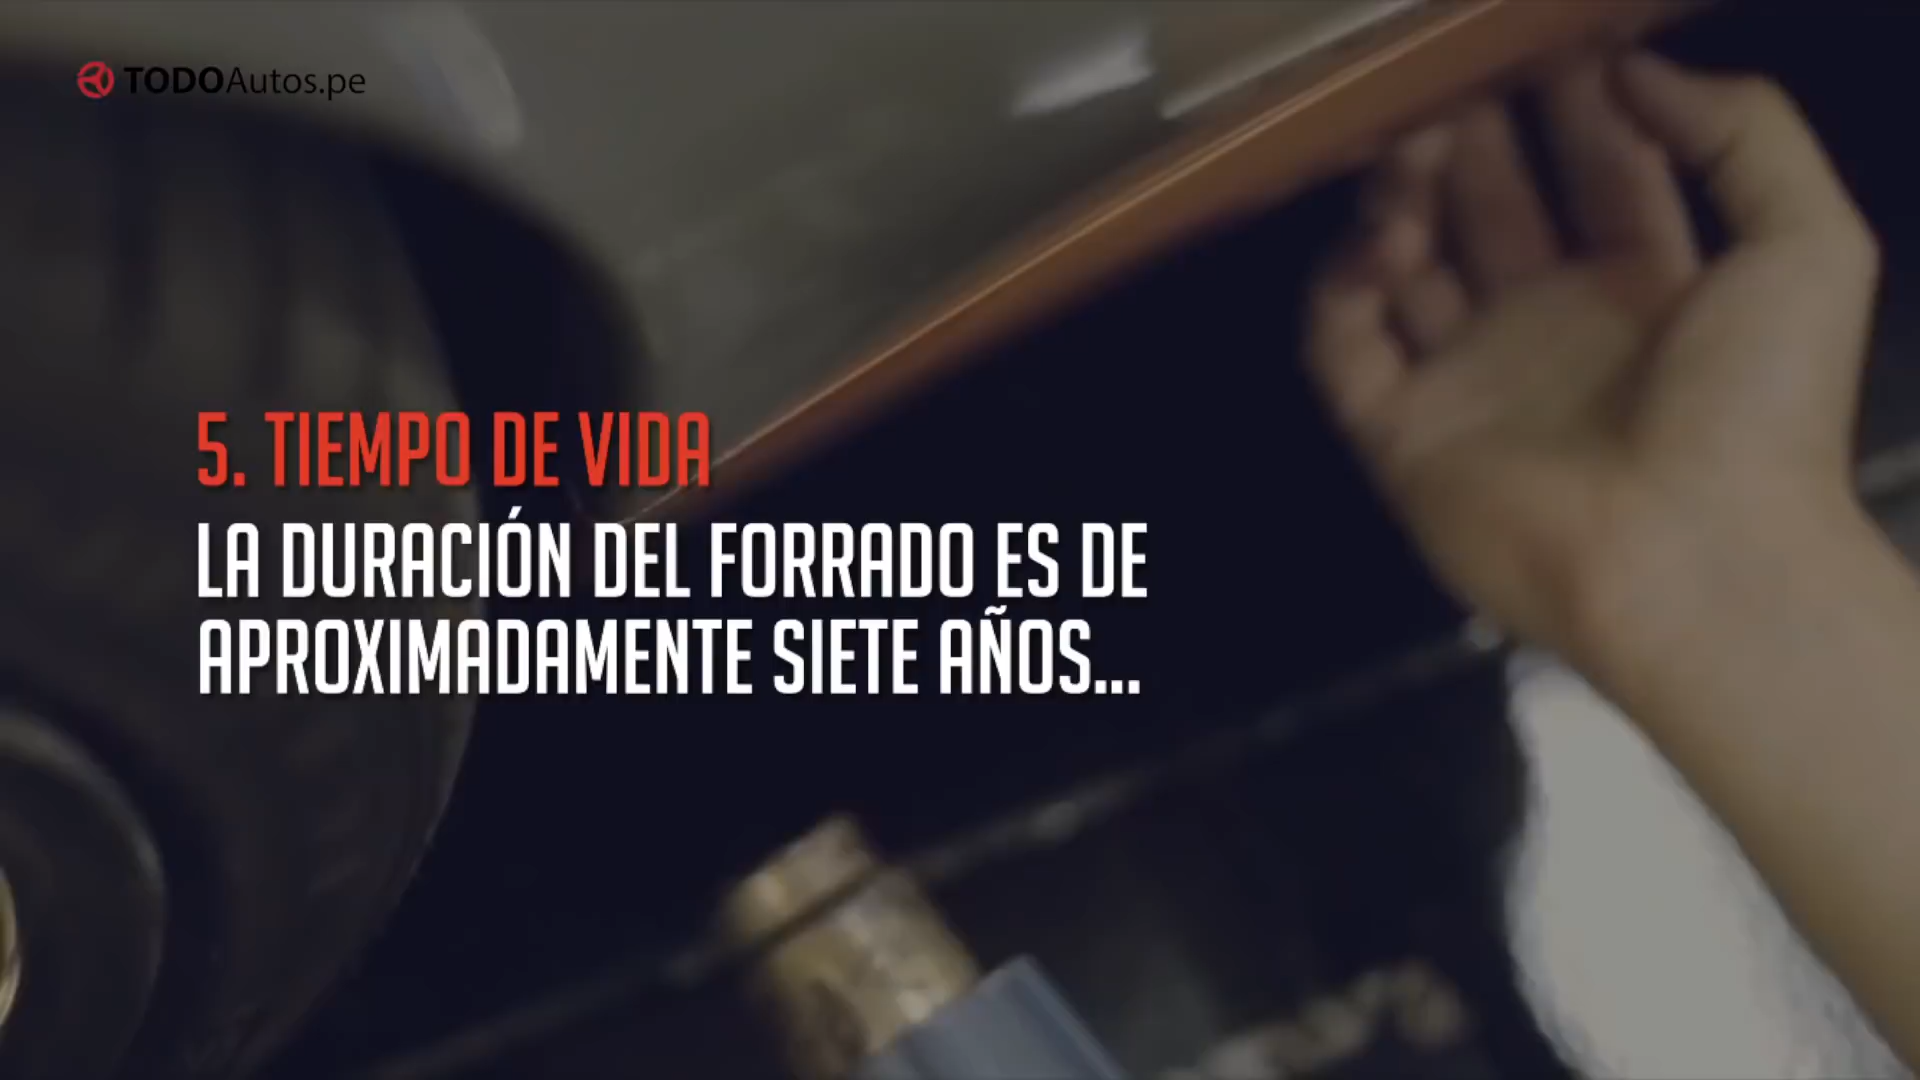 TODOAutos.pe
5. TIEMPO DE VIDA
LA DURACIÓN DEL FORRADO ES DE
APROXIMADAMENTE SIETE AÑOS...